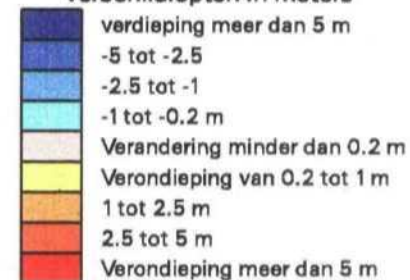 verdieping meer dan 5 m
-5 tot -2.5
-2.5 tot -1
-1 tot -0.2 m
Verandering minder dan 0.2 m
Verondieping van 0.2 tot 1 m
1 tot 2.5 m
2.5 tot 5 m
Verondieping meer dan 5 m